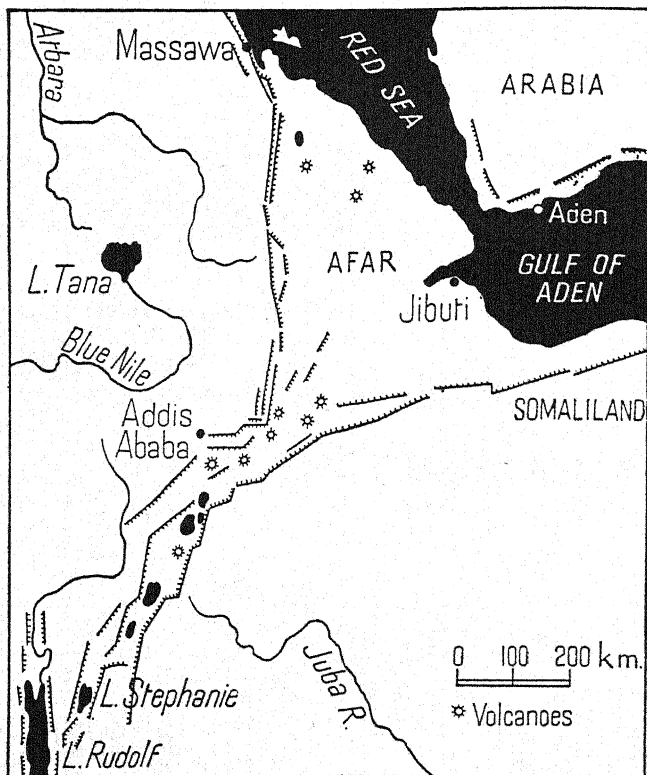 Massawa
Arbara
RED SEA
ARABIA
Aden
AFAR
GULF OF
ADEN
L. Tana
Jibuti
Blue Nile
Addis
Ababa
SOMALILAND
Juba R.
0 100 200 km.
Volcanoes
L. Stephanie
L. Rudolf